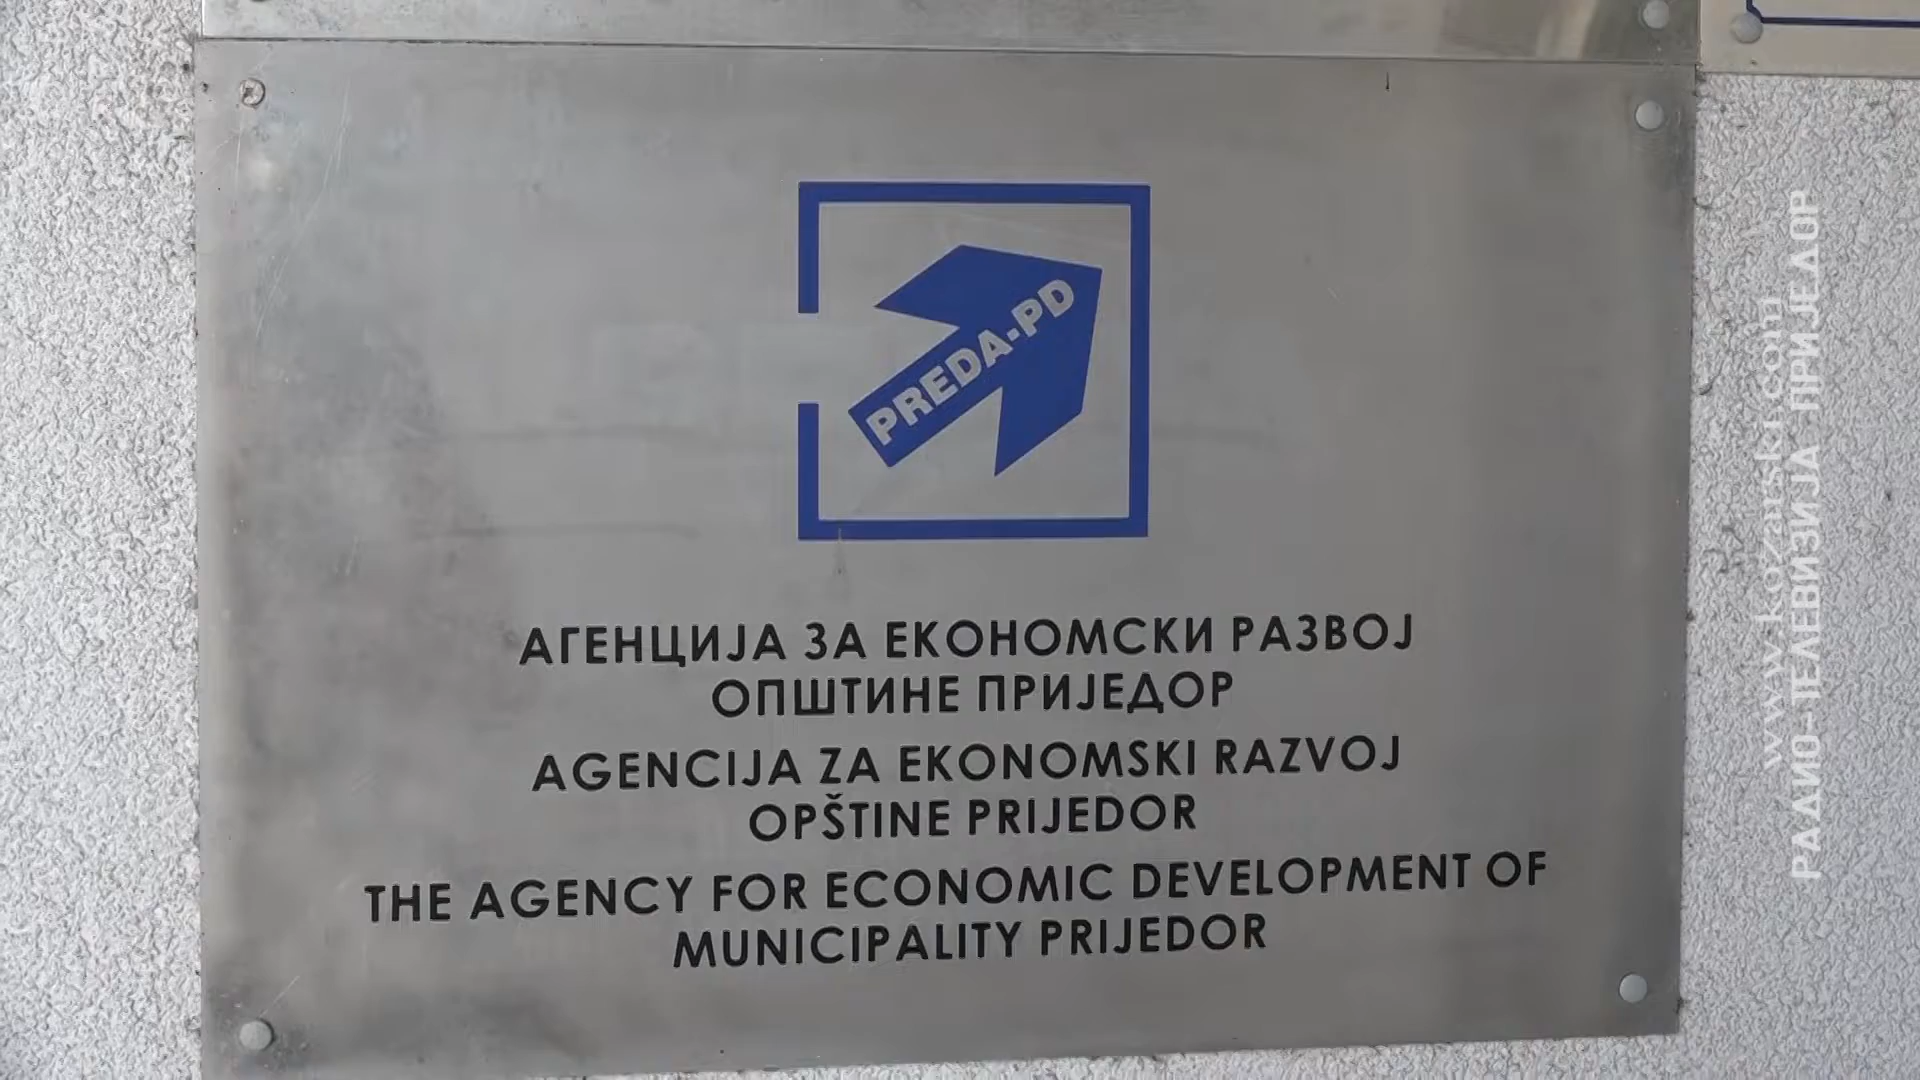 PREDA-PD
АГЕНЦИЈА ЗА ЕКОНОМСКИ РАЗВОЈ
ОПШТИНЕ ПРИЈЕДОР
AGENCIJA ZA EKONOMSKI RAZVOJ
OPŠTINE PRIJEDOR
THE AGENCY FOR ECONOMIC DEVELOPMENT OF
MUNICIPALITY PRIJEDOR
www.kozarski.com
РАДИО-ТЕЛЕВИЗИЈА ПРИЈЕДОР